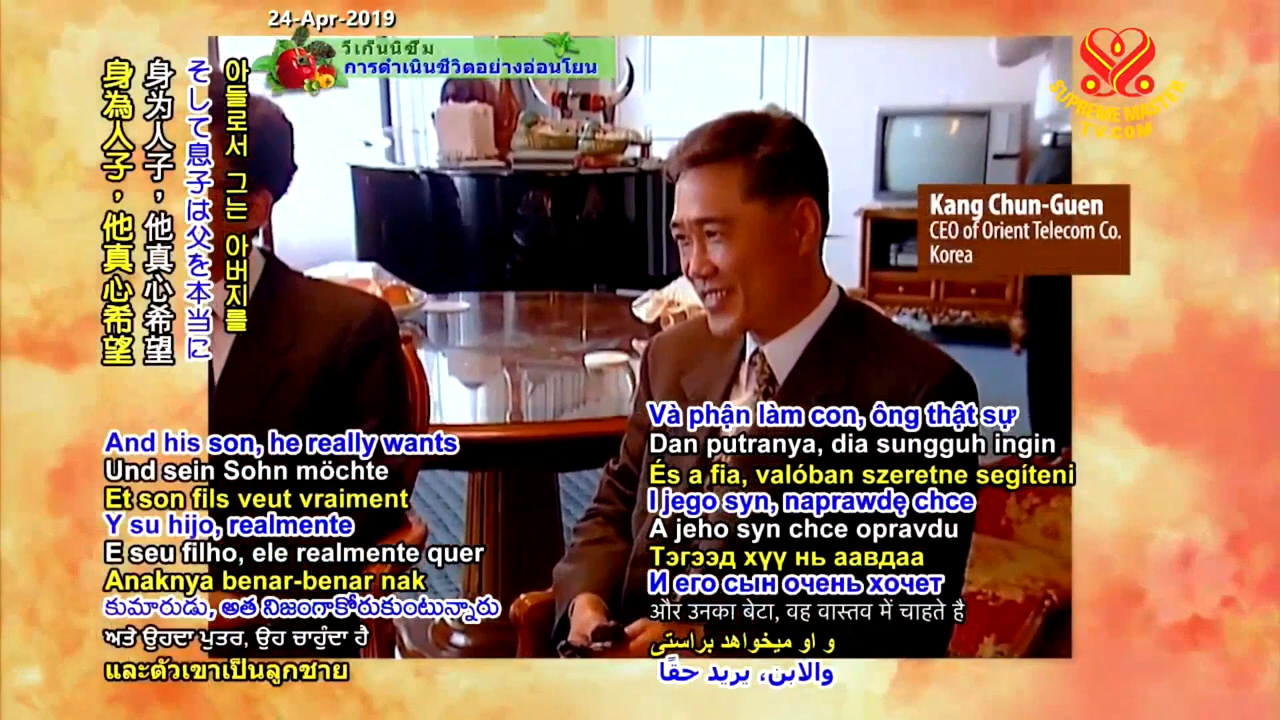 24-Apr-2019
วีแก้นนิซึม
การดำเนินชีวิตอย่างอ่อนโยน
SUPREME MASTER
TV.COM
身為人子，他真心希望
身为人子，他真心希望
そして息子は父を本当に
아들로서 그는 아버지를
Kang Chun-Guen
CEO of Orient Telecom Co.
Korea
And his son, he really wants
Und sein Sohn möchte
Et son fils veut vraiment
Y su hijo, realmente
E seu filho, ele realmente quer
Anaknya benar-benar nak
కుమారుడు, అతి నిజంగాకోరుకుంటున్నారు
ਅਤੇ ਉਹਦਾ ਪੁਤਰ, ਉਹ ਚਾਹੁੰਦਾ ਹੈ
และตัวเขาเป็นลูกชาย
Và phận làm con, ông thật sự
Dan putranya, dia sungguh ingin
És a fia, valóban szeretne segíteni
I jego syn, naprawdę chce
A jeho syn chce opravdu
Тэгээд хүү нь аавдаа
И его сын очень хочет
और उनका बेटा, वह वास्तव में चाहते है
و او میخواهد براستی
والابن، يريد حقًا